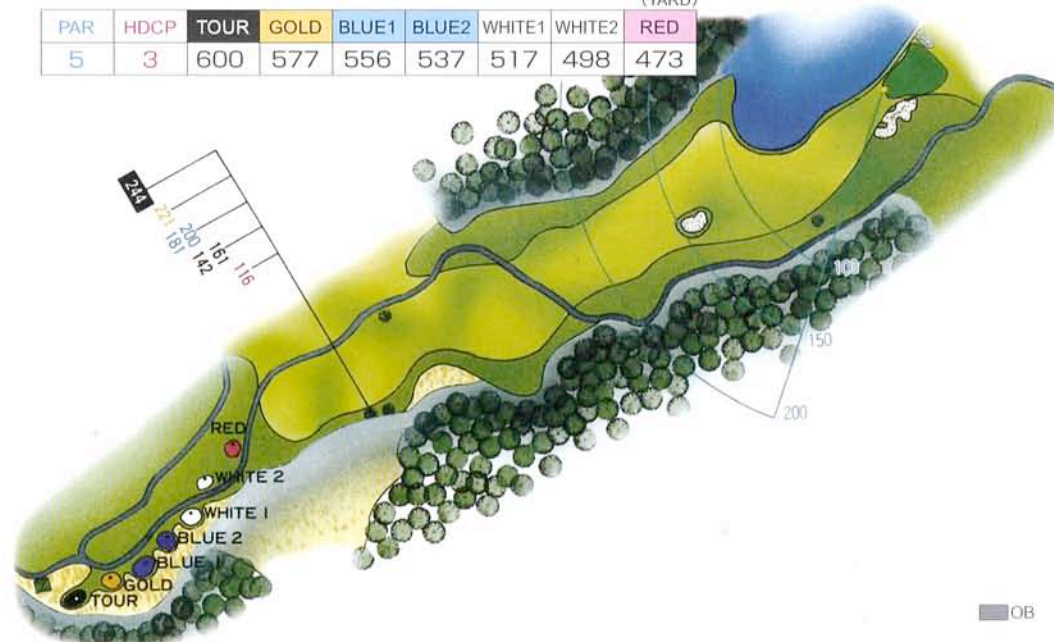 (YARD)
PAR HDCP TOUR GOLD BLUE1 BLUE2 WHITE1 WHITE2 RED
5 3 600 577 556 537 517 498 473
244
221
200
181
161
142
116
100
150
200
RED
WHITE 2
WHITE 1
BLUE 2
BLUE 1
GOLD
TOUR
OB